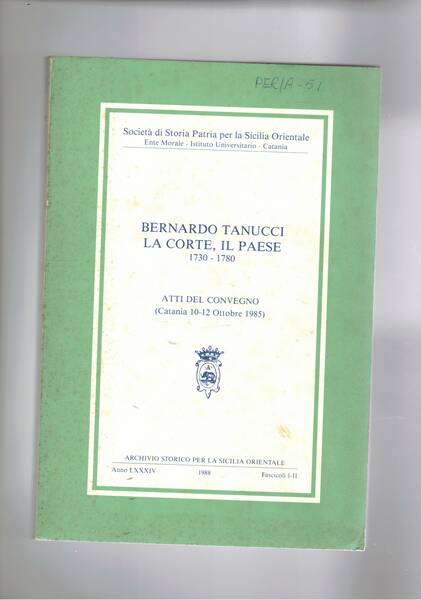 PER/A-51
Società di Storia Patria per la Sicilia Orientale
Ente Morale - Istituto Universitario - Catania
BERNARDO TANUCCI
LA CORTE, IL PAESE
1730 - 1780
ATTI DEL CONVEGNO
(Catania 10-12 Ottobre 1985)
ARCHIVIO STORICO PER LA SICILIA ORIENTALE
Anno LXXXIV 1988 Fascicoli I-II